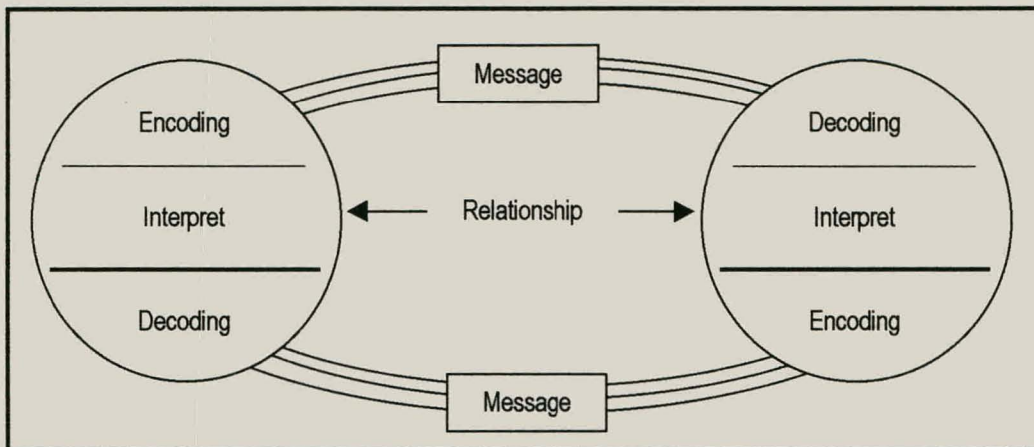 Message
Encoding
Decoding
Interpret
Relationship
Interpret
Decoding
Encoding
Message